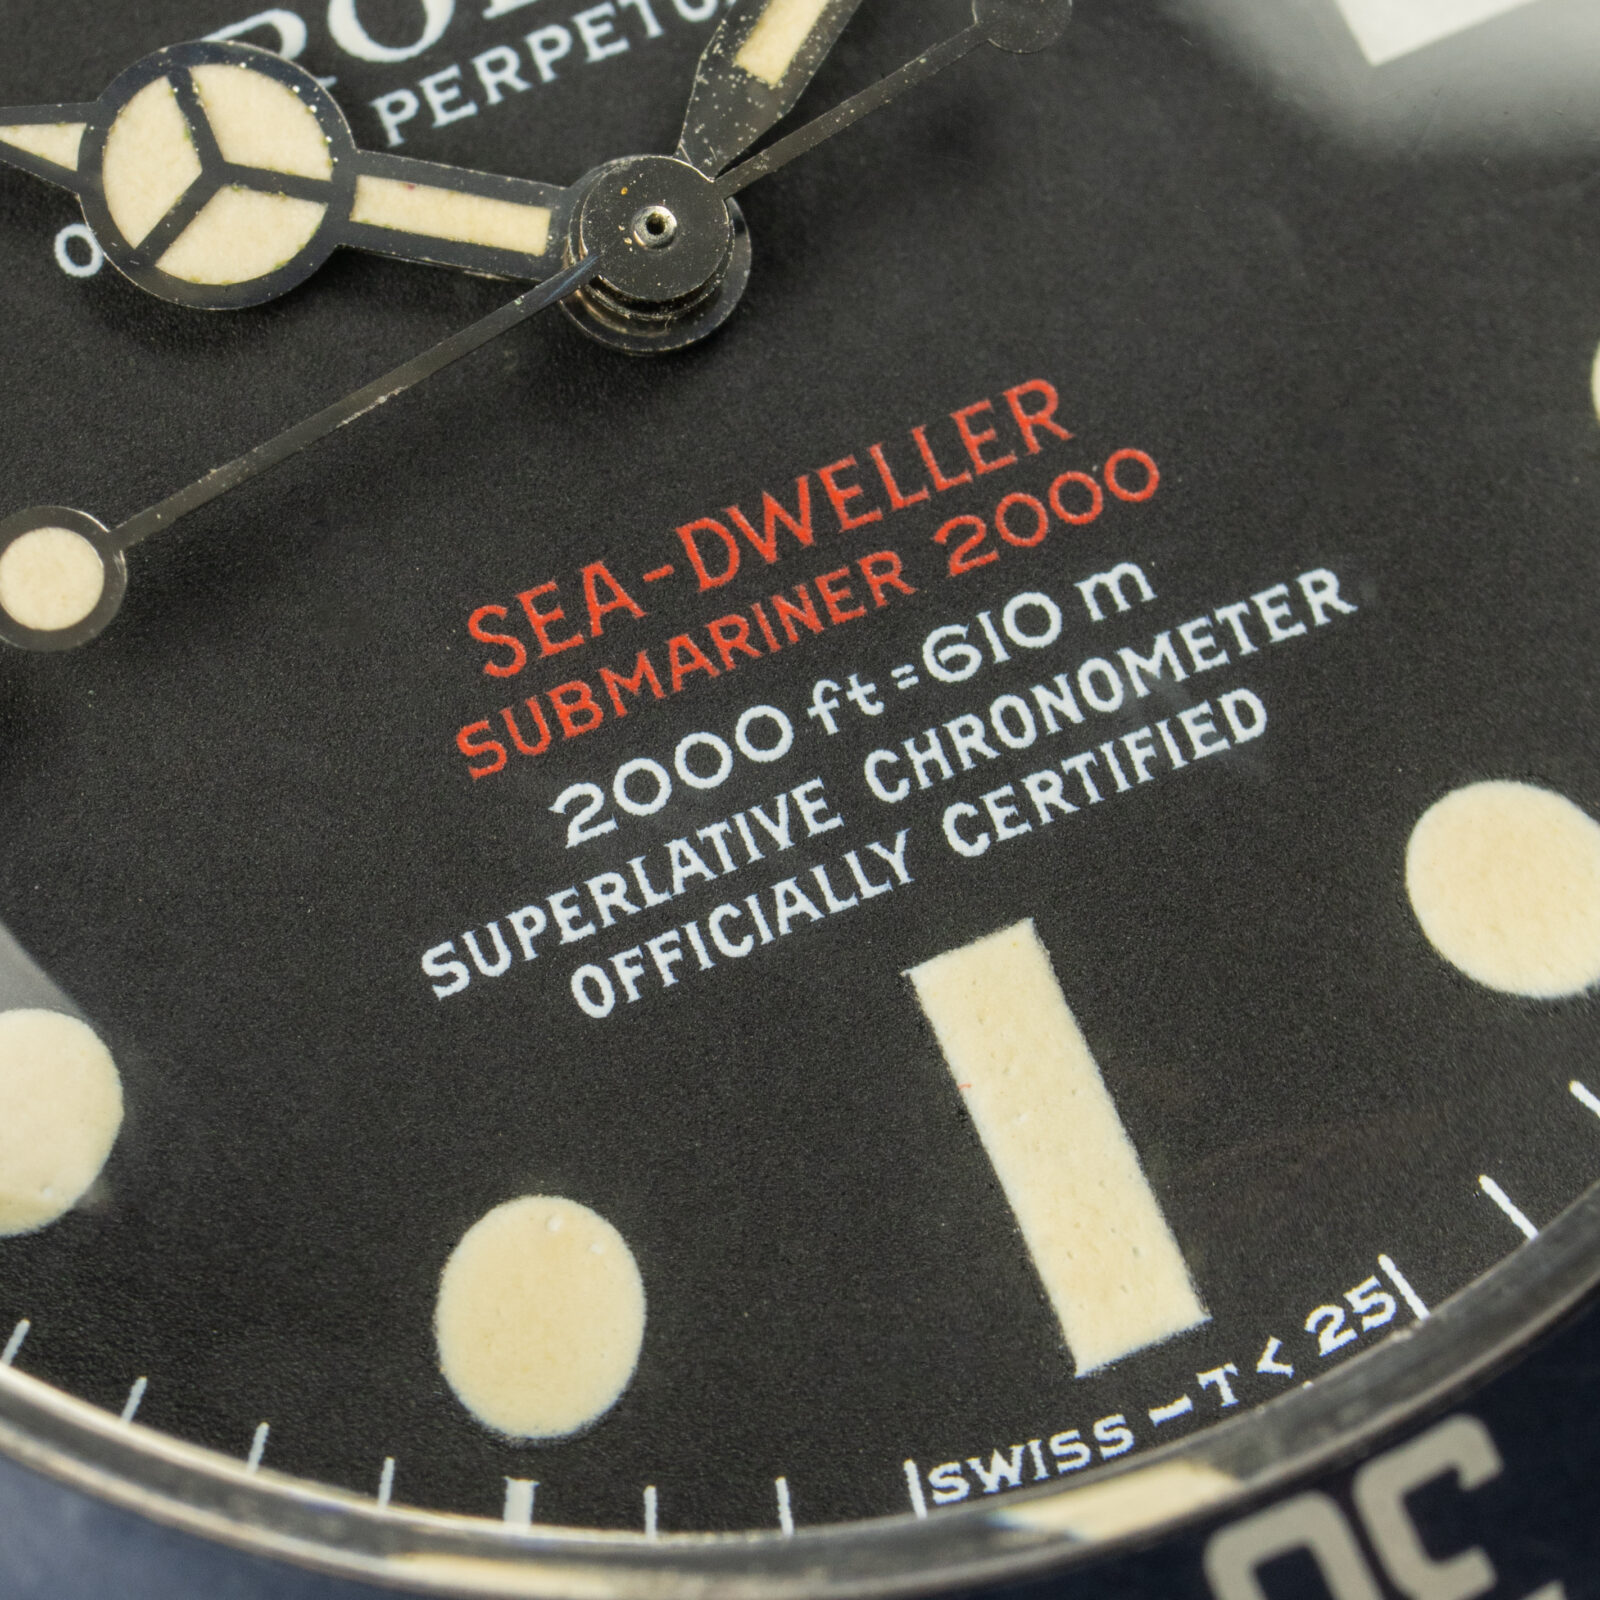 PERPETU
SEA-DWELLER
SUBMARINER 2000
2000 ft = 610 m
SUPERLATIVE CHRONOMETER
OFFICIALLY CERTIFIED
SWISS - T < 25